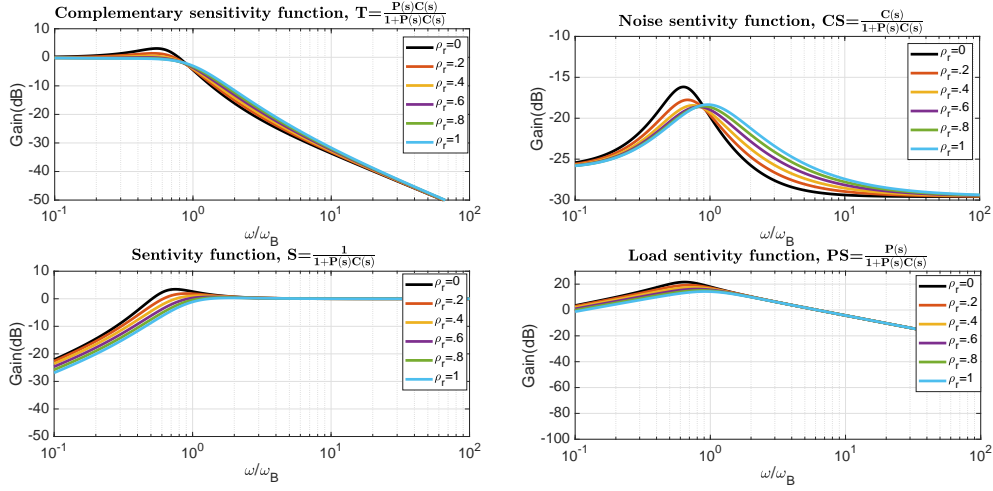 Complementary sensitivity function, T=P(s)C(s)/1+P(s)C(s)
Gain(dB)
10
0
-10
-20
-30
-40
-50
10^-1
10^0
10^1
10^2
ω/ω_B
ρ_r=0
ρ_r=.2
ρ_r=.4
ρ_r=.6
ρ_r=.8
ρ_r=1
Noise sentivity function, CS=C(s)/1+P(s)C(s)
Gain(dB)
-10
-15
-20
-25
-30
10^-1
10^0
10^1
10^2
ω/ω_B
ρ_r=0
ρ_r=.2
ρ_r=.4
ρ_r=.6
ρ_r=.8
ρ_r=1
Sentivity function, S=1/1+P(s)C(s)
Gain(dB)
10
0
-10
-20
-30
-40
-50
10^-1
10^0
10^1
10^2
ω/ω_B
ρ_r=0
ρ_r=.2
ρ_r=.4
ρ_r=.6
ρ_r=.8
ρ_r=1
Load sentivity function, PS=P(s)/1+P(s)C(s)
Gain(dB)
20
0
-20
-40
-60
-80
-100
10^-1
10^0
10^1
10^2
ω/ω_B
ρ_r=0
ρ_r=.2
ρ_r=.4
ρ_r=.6
ρ_r=.8
ρ_r=1